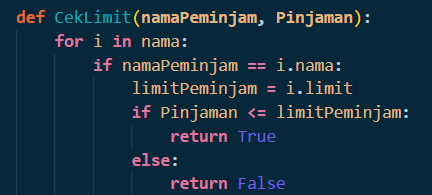 def CekLimit(namaPeminjam, Pinjaman):
    for i in nama:
        if namaPeminjam == i.nama:
            limitPeminjam = i.limit
            if Pinjaman <= limitPeminjam:
                return True
            else:
                return False